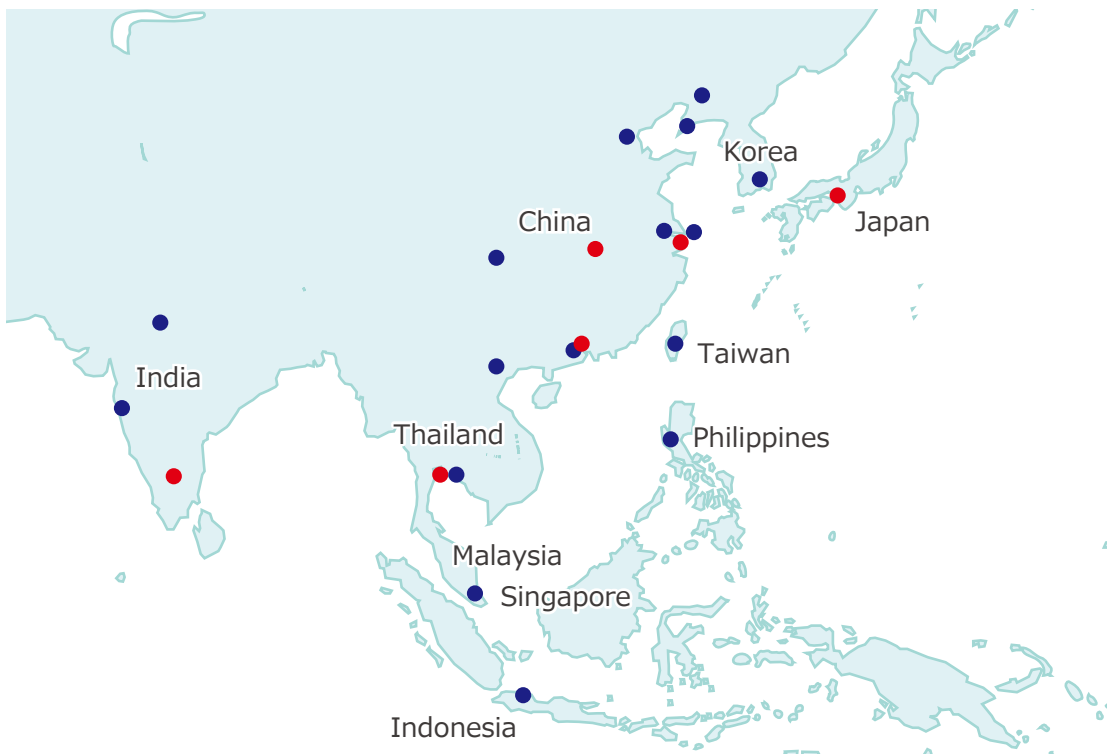 Korea
China
Japan
Taiwan
India
Thailand
Philippines
Malaysia
Singapore
Indonesia